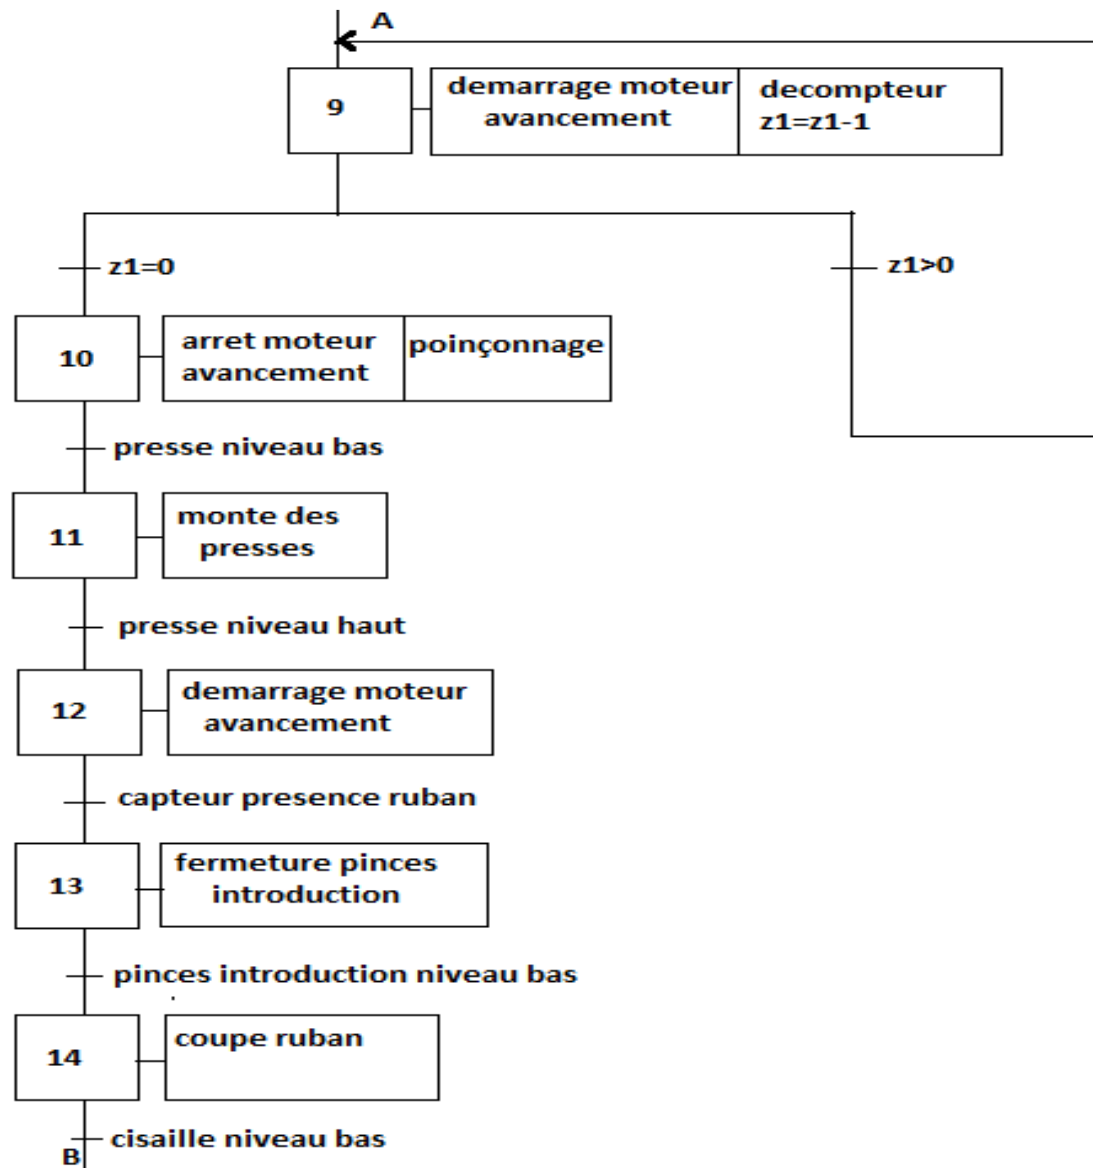 A
9
demarrage moteur
avancement
decompteur
z1=z1-1
z1=0
z1>0
10
arret moteur
avancement
poinçonnage
presse niveau bas
11
monte des
presses
presse niveau haut
12
demarrage moteur
avancement
capteur presence ruban
13
fermeture pinces
introduction
pinces introduction niveau bas
14
coupe ruban
cisaille niveau bas
B